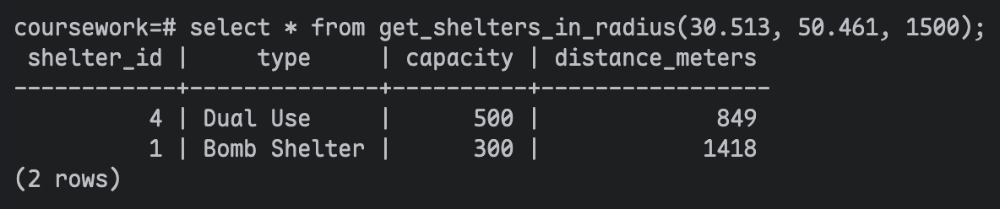 coursework=# select * from get_shelters_in_radius(30.513, 50.461, 1500);
 shelter_id |     type     | capacity | distance_meters
------------+--------------+----------+-----------------
          4 | Dual Use     |      500 |             849
          1 | Bomb Shelter |      300 |            1418
(2 rows)